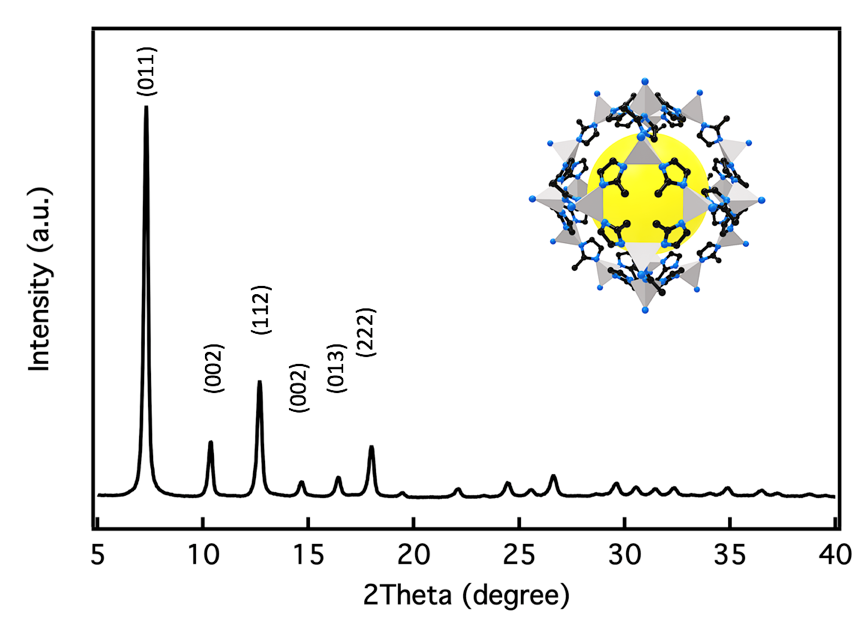 (011)
(002)
(112)
(002)
(013)
(222)
Intensity (a.u.)
5 10 15 20 25 30 35 40
2Theta (degree)